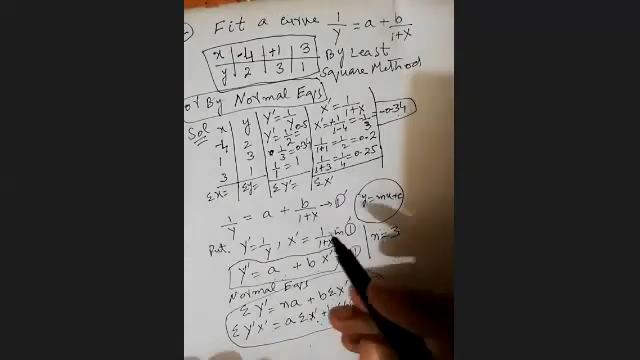 Fit a curve 1/y = a + b/(1+x)
x | -4 | +1 | 3 By Least
y | 2 | 3 | 1 Square Method
or By Normal Eqs
Sol x | y | y' = 1/y | x' = 1/(1+x)
-4 | 2 | y' = 1/2 = 0.5 | x' = +1/(1-4) = 1/3 = -0.34
1 | 3 | 1/3 = 0.34 | 1/(1+1) = 1/2 = 0.2
3 | 1 | 1/1 = 1 | 1/(1+3) = 1/4 = 0.25
Σx= | Σy= | ΣY'= | ΣX'
1/y = a + b/(1+x) → ①' y=mx+c
Put Y' = 1/y, X' = 1/(1+x) in ①' n=3
Y' = a + b X'
Normal Eqs
ΣY' = na + bΣX'
ΣY'X' = aΣX' +